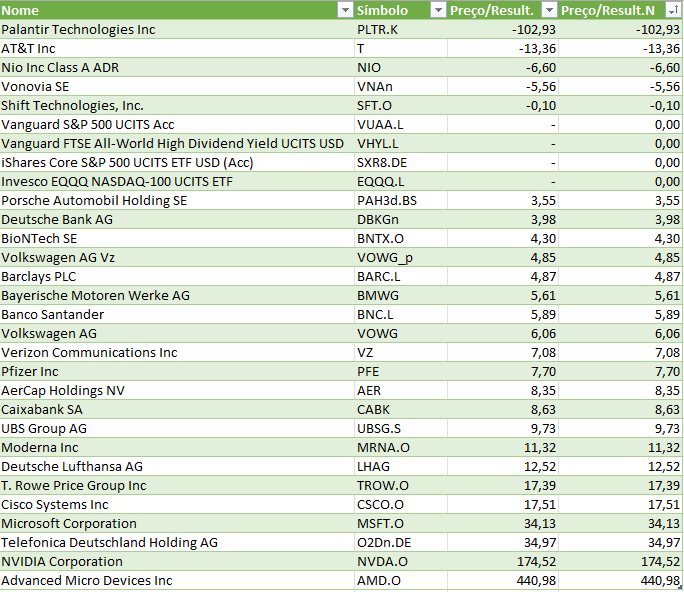 Nome Símbolo Preço/Result. Preço/Result.N
Palantir Technologies Inc PLTR.K -102,93 -102,93
AT&T Inc T -13,36 -13,36
Nio Inc Class A ADR NIO -6,60 -6,60
Vonovia SE VNAn -5,56 -5,56
Shift Technologies, Inc. SFT.O -0,10 -0,10
Vanguard S&P 500 UCITS Acc VUAA.L - 0,00
Vanguard FTSE All-World High Dividend Yield UCITS USD VHYL.L - 0,00
iShares Core S&P 500 UCITS ETF USD (Acc) SXR8.DE - 0,00
Invesco EQQQ NASDAQ-100 UCITS ETF EQQQ.L - 0,00
Porsche Automobil Holding SE PAH3d.BS 3,55 3,55
Deutsche Bank AG DBKGn 3,98 3,98
BioNTech SE BNTX.O 4,30 4,30
Volkswagen AG Vz VOWG_p 4,85 4,85
Barclays PLC BARC.L 4,87 4,87
Bayerische Motoren Werke AG BMWG 5,61 5,61
Banco Santander BNC.L 5,89 5,89
Volkswagen AG VOWG 6,06 6,06
Verizon Communications Inc VZ 7,08 7,08
Pfizer Inc PFE 7,70 7,70
AerCap Holdings NV AER 8,35 8,35
Caixabank SA CABK 8,63 8,63
UBS Group AG UBSG.S 9,73 9,73
Moderna Inc MRNA.O 11,32 11,32
Deutsche Lufthansa AG LHAG 12,52 12,52
T. Rowe Price Group Inc TROW.O 17,39 17,39
Cisco Systems Inc CSCO.O 17,51 17,51
Microsoft Corporation MSFT.O 34,13 34,13
Telefonica Deutschland Holding AG O2Dn.DE 34,97 34,97
NVIDIA Corporation NVDA.O 174,52 174,52
Advanced Micro Devices Inc AMD.O 440,98 440,98